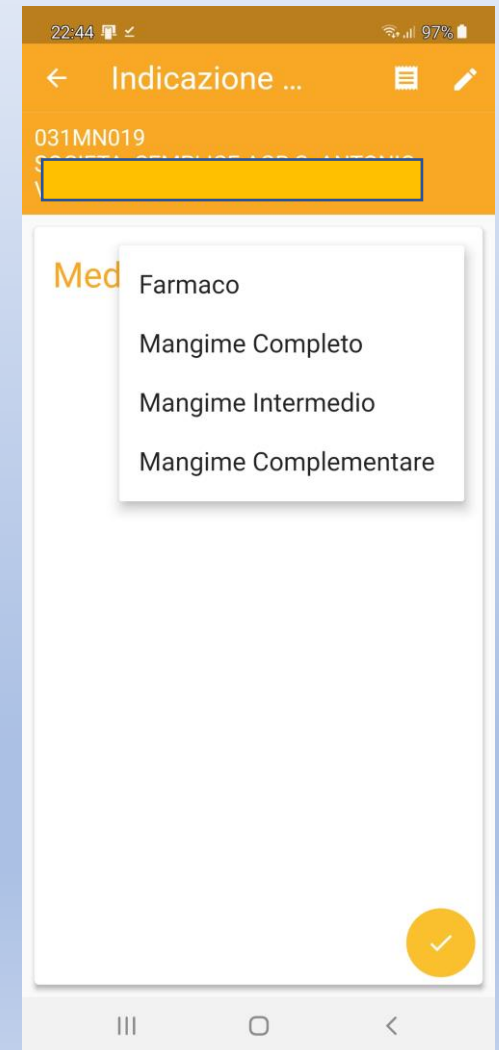 22:44 97%
Indicazione ...
031MN019
Med
Farmaco
Mangime Completo
Mangime Intermedio
Mangime Complementare